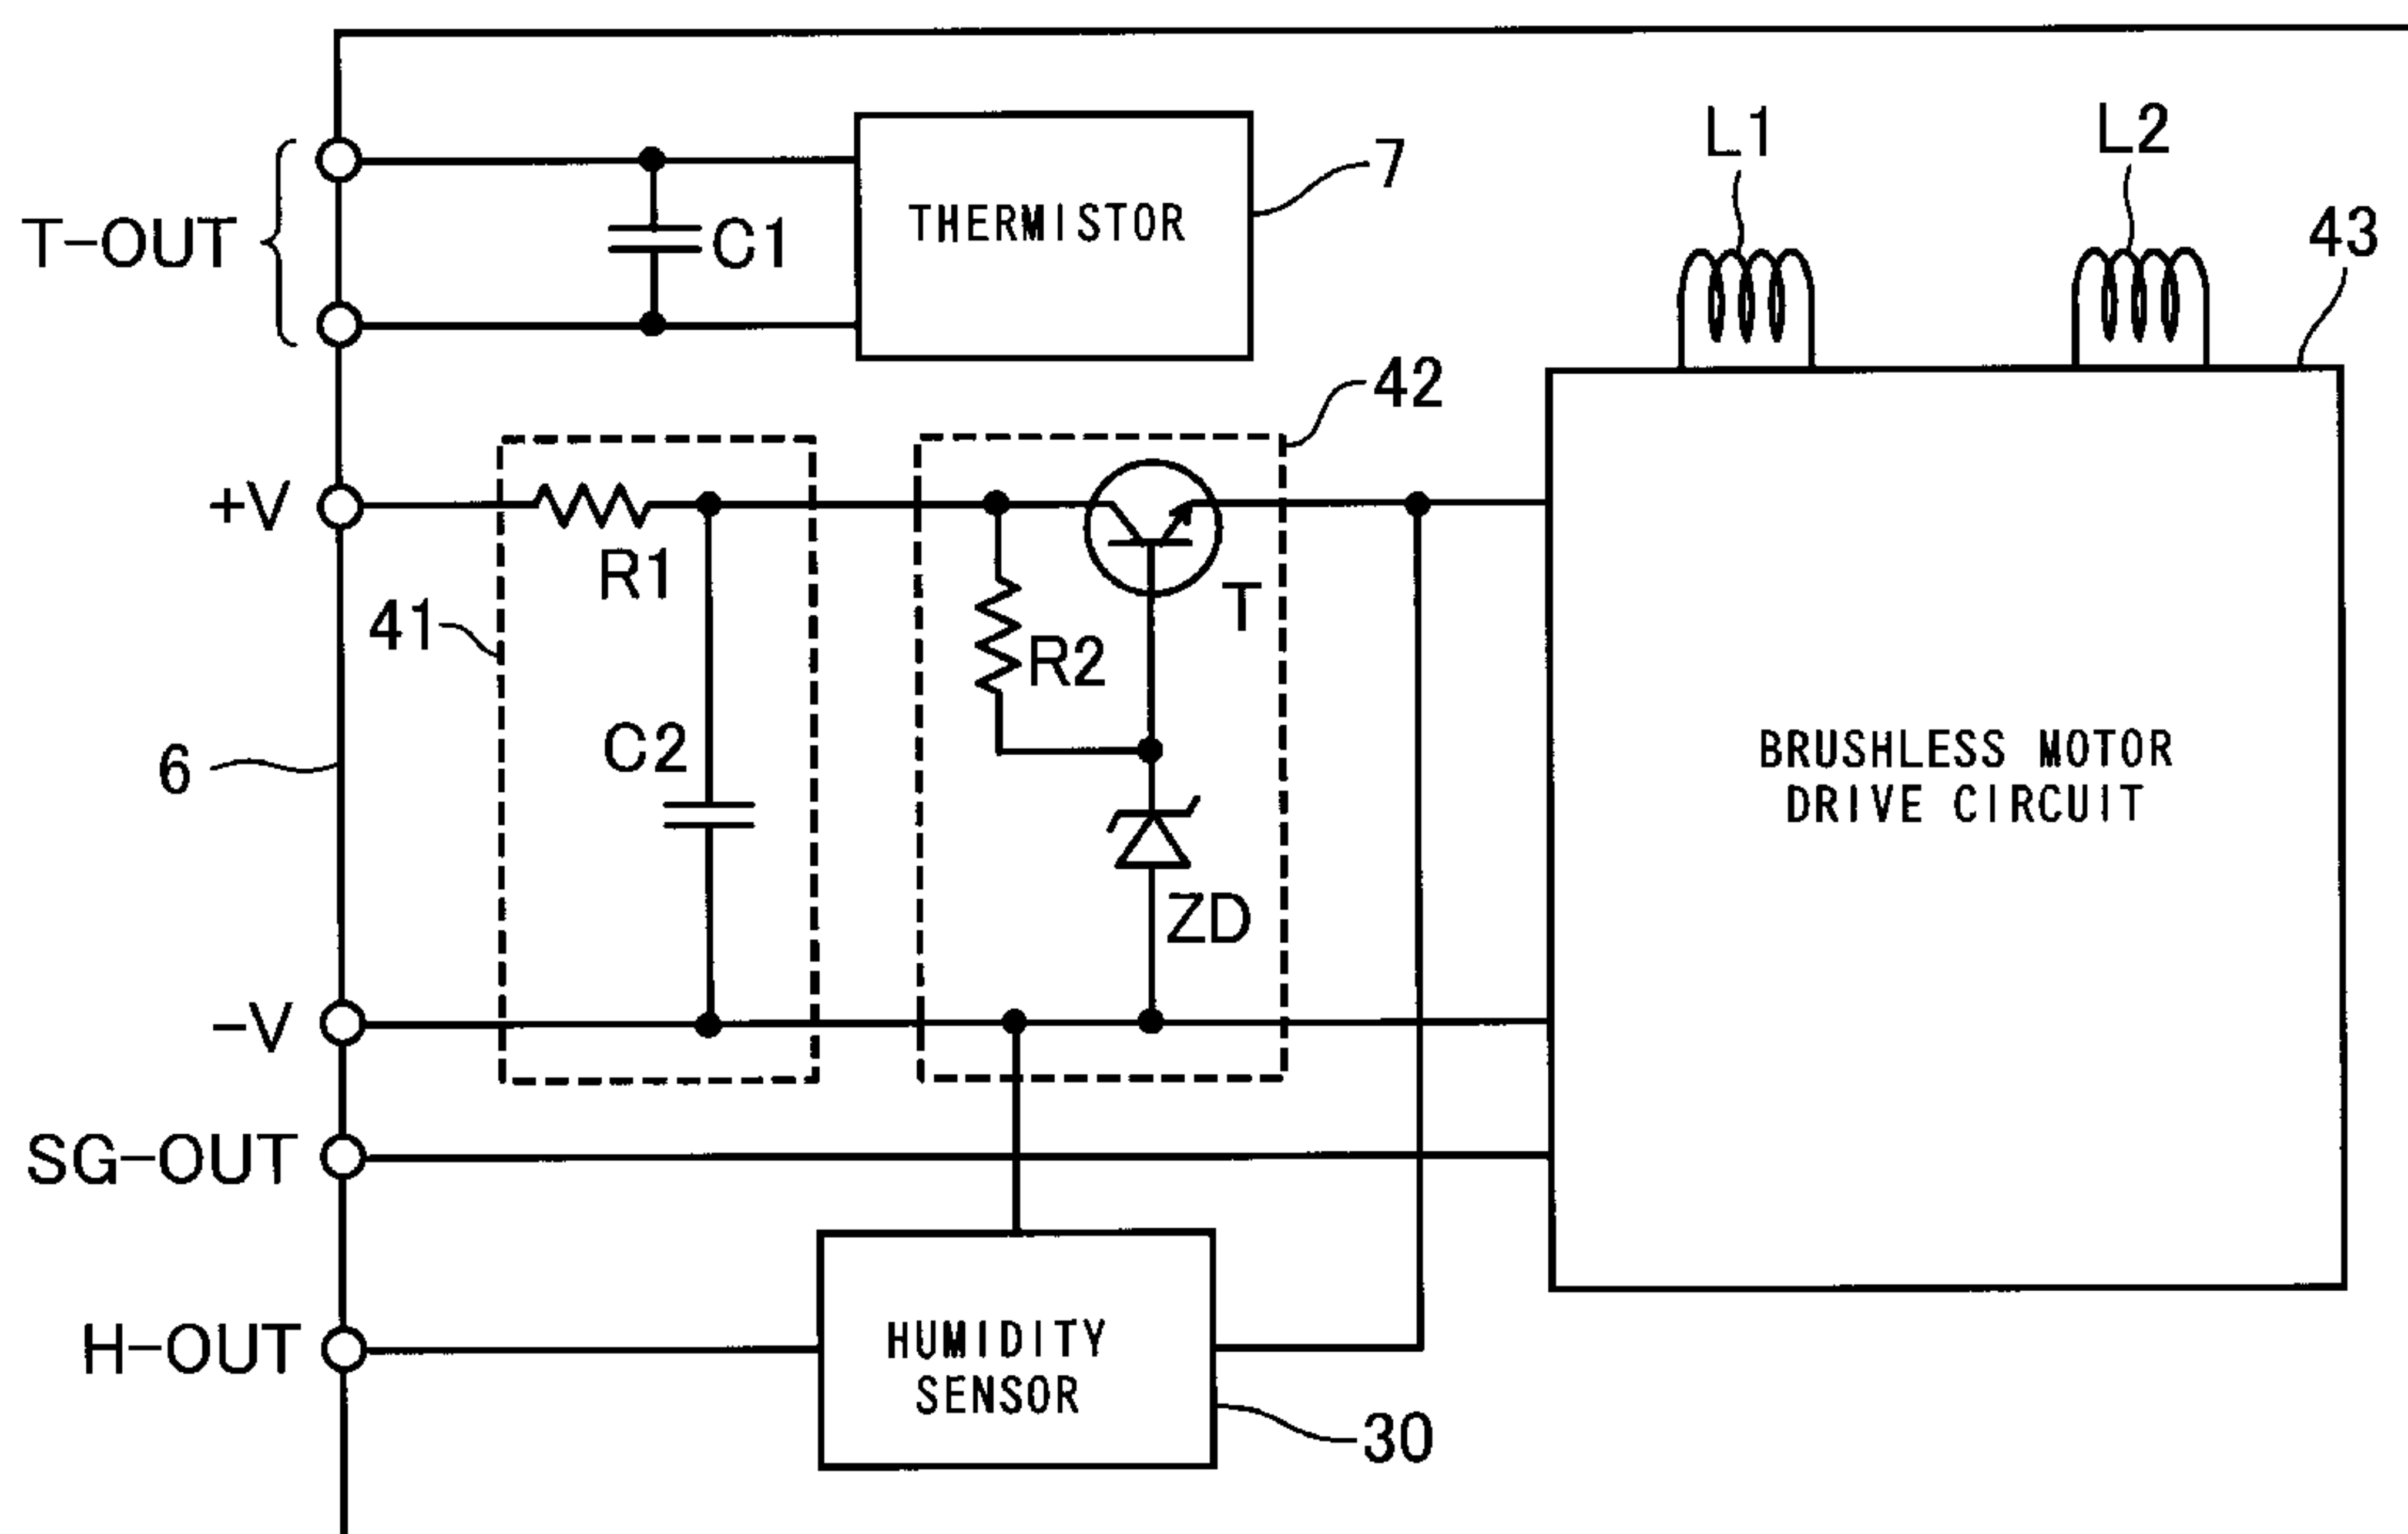 L1
L2
T-OUT
C1
THERMISTOR
7
43
42
+V
R1
T
41
R2
C2
6
BRUSHLESS MOTOR
DRIVE CIRCUIT
ZD
-V
SG-OUT
H-OUT
HUMIDITY
SENSOR
30